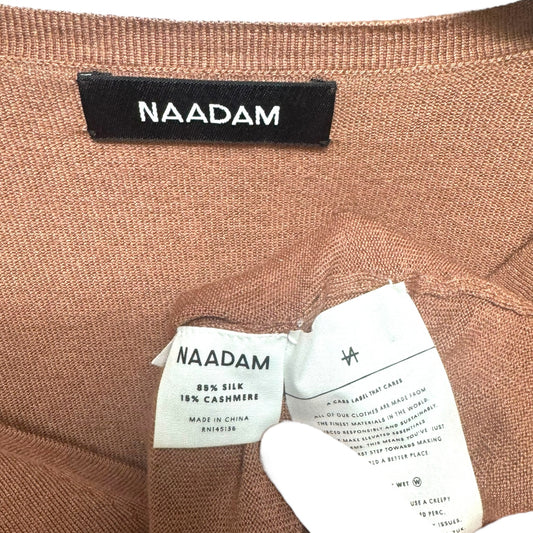 NAADAM
NAADAM
85% SILK
15% CASHMERE
MADE IN CHINA
RN145136
A CARE LABEL THAT CARES
ALL OF OUR CLOTHES ARE MADE FROM
THE FINEST MATERIALS IN THE WORLD,
RESPONSIBLY AND SUSTAINABLY
MAKE ELEVATED ESSENTIALS
THIS MEANS YOU'VE JUST
STEP TOWARDS MAKING
A BETTER PLACE
WET W
USE A CREEPY
PERC.
ISSUES.